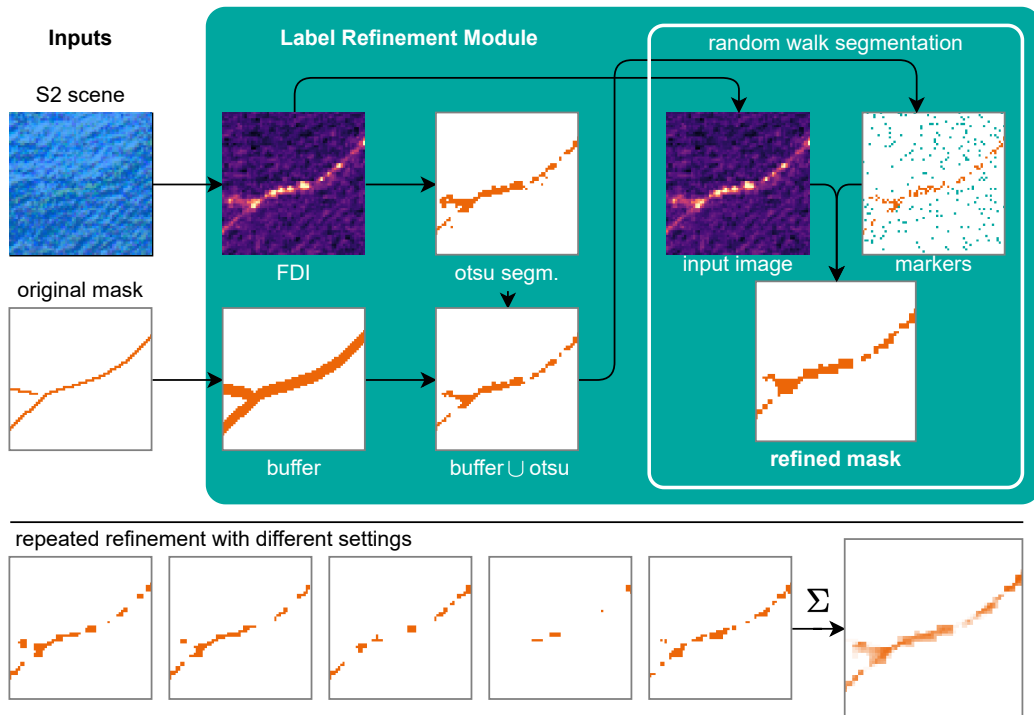 Inputs
Label Refinement Module
random walk segmentation
S2 scene
FDI
otsu segm.
input image
markers
original mask
buffer
buffer ∪ otsu
refined mask
repeated refinement with different settings
Σ